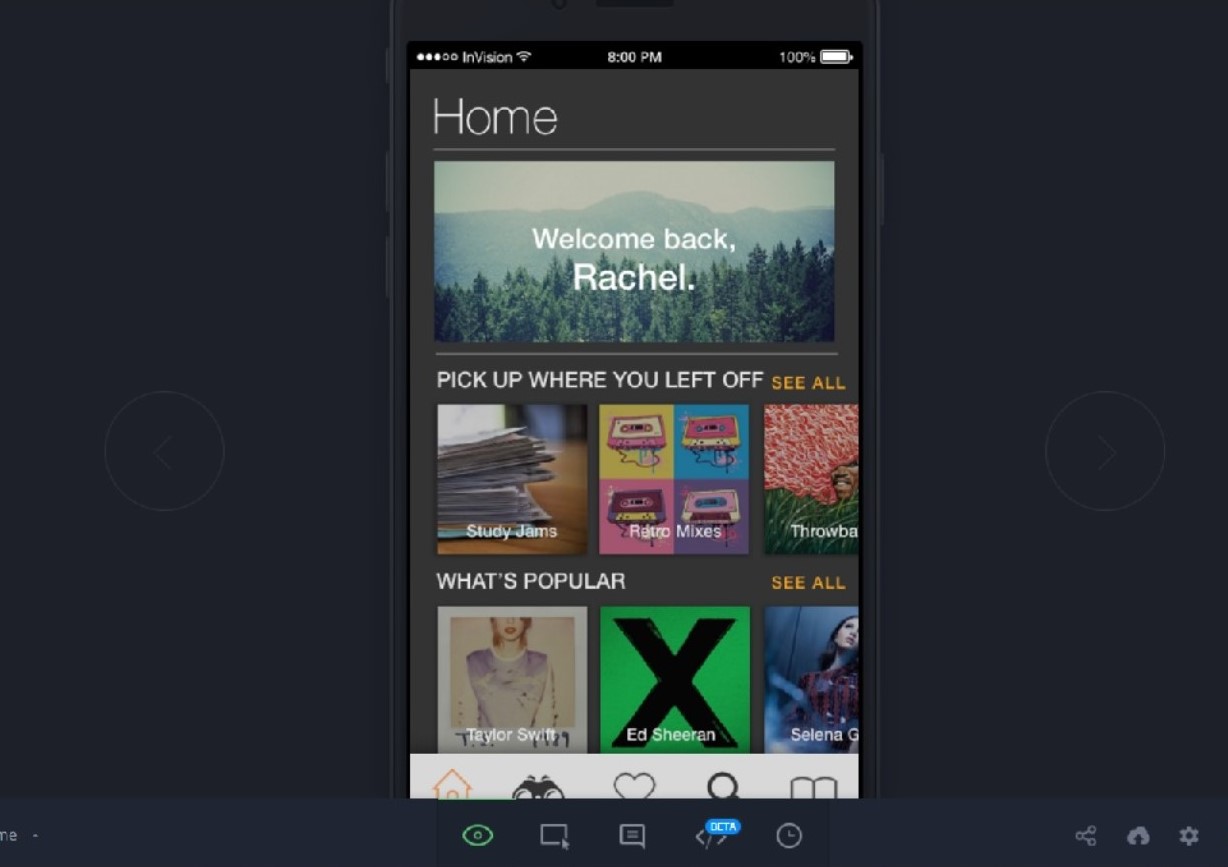 InVision 8:00 PM 100%
Home
Welcome back,
Rachel.
PICK UP WHERE YOU LEFT OFF SEE ALL
Study Jams Retro Mixes Throwba
WHAT'S POPULAR SEE ALL
X
Taylor Swift Ed Sheeran Selena G
BETA
me